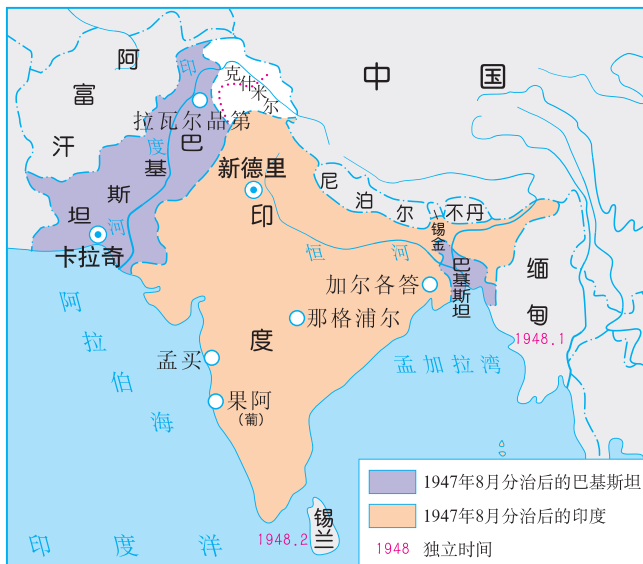 中国
阿富汗
克什米尔
印度河
拉瓦尔品第
巴基斯坦
卡拉奇
新德里
印度
尼泊尔
锡金
不丹
恒河
巴基斯坦
缅甸
1948.1
加尔各答
那格浦尔
孟买
果阿
(葡)
阿拉伯海
孟加拉湾
锡兰
1948.2
印度洋
1947年8月分治后的巴基斯坦
1947年8月分治后的印度
1948 独立时间